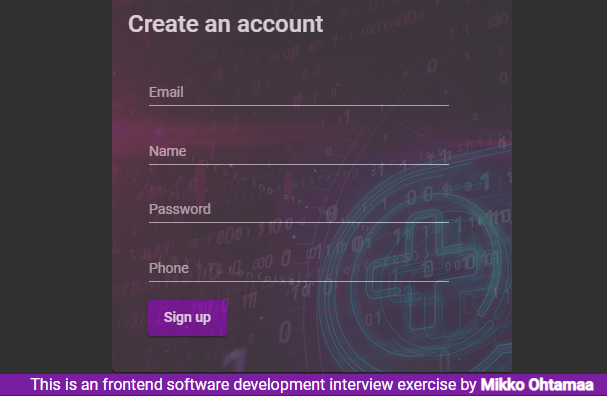 Create an account
Email
Name
Password
Phone
Sign up
This is an frontend software development interview exercise by Mikko Ohtamaa